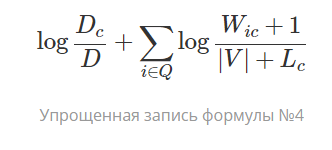 log D_c / D + ∑_{i∈Q} log (W_{ic} + 1) / (|V| + L_c)
Упрощенная запись формулы №4